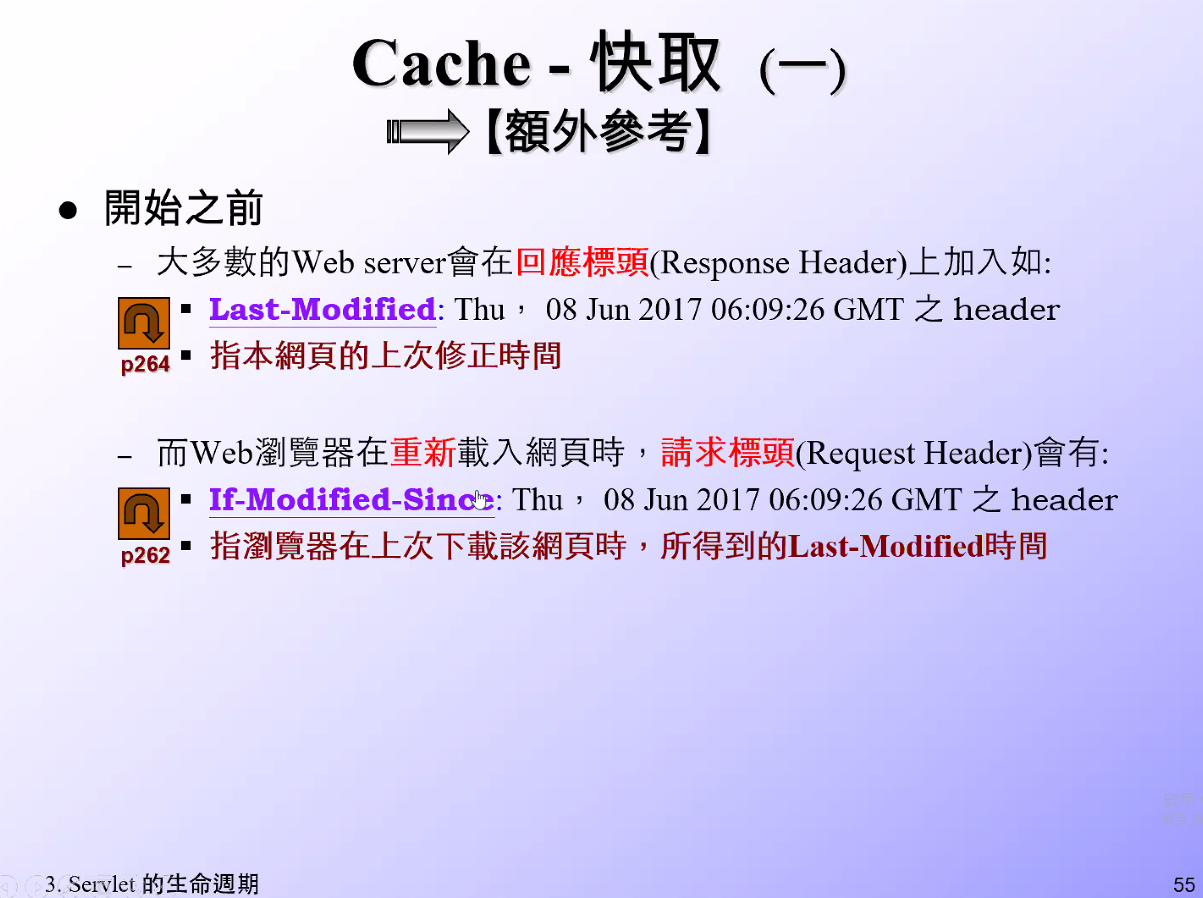 Cache - 快取 (一)
【額外參考】
● 開始之前
– 大多數的Web server會在回應標頭(Response Header)上加入如:
▪ Last-Modified: Thu， 08 Jun 2017 06:09:26 GMT 之 header
p264
▪ 指本網頁的上次修正時間
– 而Web瀏覽器在重新載入網頁時，請求標頭(Request Header)會有:
▪ If-Modified-Since: Thu， 08 Jun 2017 06:09:26 GMT 之 header
p262
▪ 指瀏覽器在上次下載該網頁時，所得到的Last-Modified時間
3. Servlet 的生命週期
55